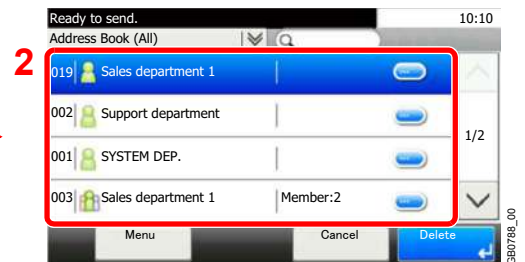 Ready to send. 10:10
Address Book (All)
2
019 Sales department 1
002 Support department
1/2
001 SYSTEM DEP.
003 Sales department 1 Member:2
Menu Cancel Delete
GB0788_00